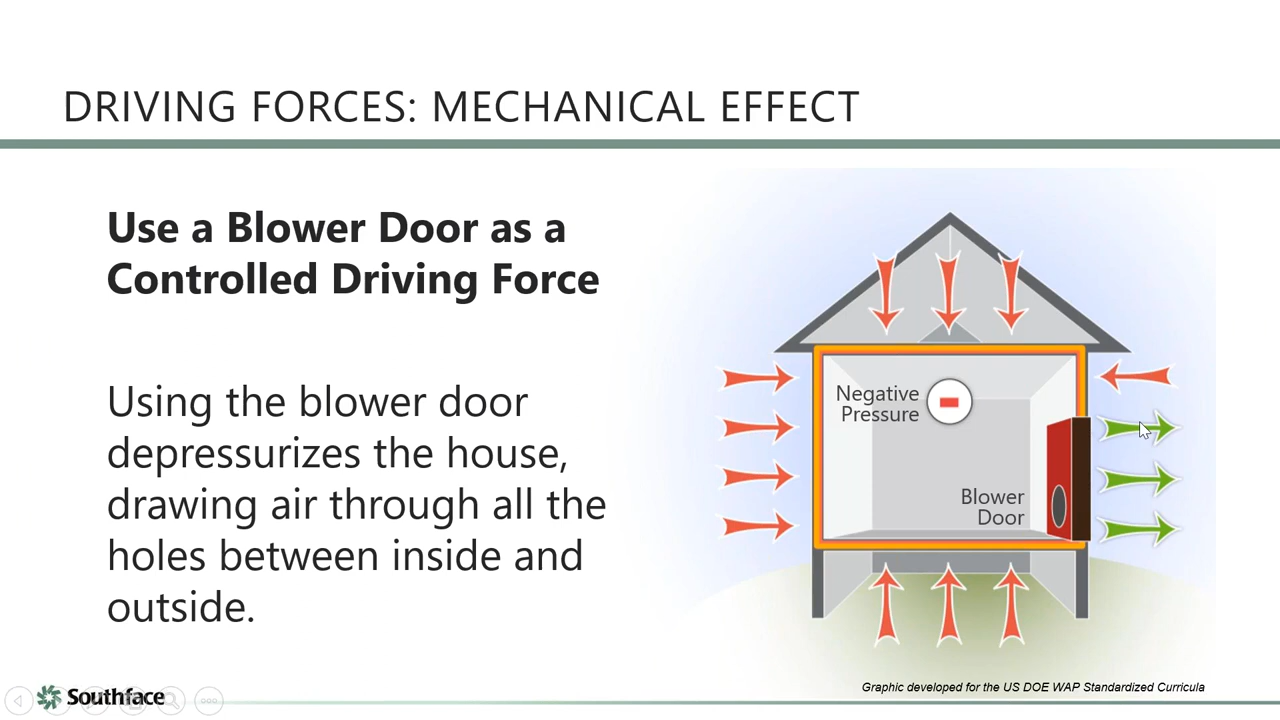 DRIVING FORCES: MECHANICAL EFFECT
Use a Blower Door as a
Controlled Driving Force
Using the blower door
depressurizes the house,
drawing air through all the
holes between inside and
outside.
Negative
Pressure
Blower
Door
Southface
Graphic developed for the US DOE WAP Standardized Curricula